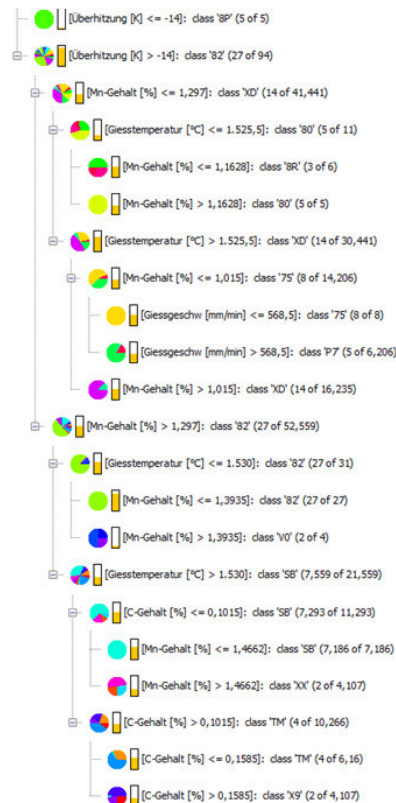 [Überhitzung [K] <= -14]: class '8P' (5 of 5)
[Überhitzung [K] > -14]: class '82' (27 of 94)
[Mn-Gehalt [%] <= 1,297]: class 'XD' (14 of 41,441)
[Giesstemperatur [°C] <= 1.525,5]: class '80' (5 of 11)
[Mn-Gehalt [%] <= 1,1628]: class '8R' (3 of 6)
[Mn-Gehalt [%] > 1,1628]: class '80' (5 of 5)
[Giesstemperatur [°C] > 1.525,5]: class 'XD' (14 of 30,441)
[Mn-Gehalt [%] <= 1,015]: class '75' (8 of 14,206)
[Giessgeschw [mm/min] <= 568,5]: class '75' (8 of 8)
[Giessgeschw [mm/min] > 568,5]: class 'P7' (5 of 6,206)
[Mn-Gehalt [%] > 1,015]: class 'XD' (14 of 16,235)
[Mn-Gehalt [%] > 1,297]: class '82' (27 of 52,559)
[Giesstemperatur [°C] <= 1.530]: class '82' (27 of 31)
[Mn-Gehalt [%] <= 1,3935]: class '82' (27 of 27)
[Mn-Gehalt [%] > 1,3935]: class 'V0' (2 of 4)
[Giesstemperatur [°C] > 1.530]: class 'SB' (7,559 of 21,559)
[C-Gehalt [%] <= 0,1015]: class 'SB' (7,293 of 11,293)
[Mn-Gehalt [%] <= 1,4662]: class 'SB' (7,186 of 7,186)
[Mn-Gehalt [%] > 1,4662]: class 'XX' (2 of 4,107)
[C-Gehalt [%] > 0,1015]: class 'TM' (4 of 10,266)
[C-Gehalt [%] <= 0,1585]: class 'TM' (4 of 6,16)
[C-Gehalt [%] > 0,1585]: class 'X9' (2 of 4,107)